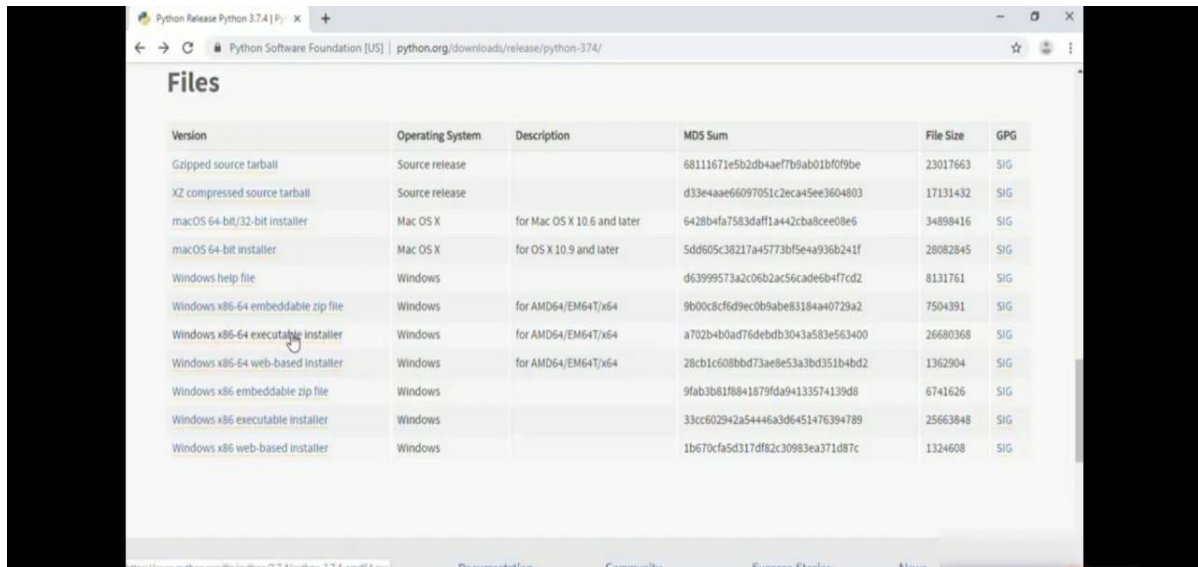 Python Release Python 3.7.4 | Py
Python Software Foundation [US] | python.org/downloads/release/python-374/
Files
Version Operating System Description MD5 Sum File Size GPG
Gzipped source tarball Source release 68111671e5b2db4aef7b9ab01bf0f9be 23017663 SIG
XZ compressed source tarball Source release d33e4aae66097051c2eca45ee3604803 17131432 SIG
macOS 64-bit/32-bit installer Mac OS X for Mac OS X 10.6 and later 6428b4fa7583daff1a442cba8cee08e6 34898416 SIG
macOS 64-bit installer Mac OS X for OS X 10.9 and later 5dd605c38217a45773bf5e4a936b241f 28082845 SIG
Windows help file Windows d63999573a2c06b2ac56cade6b4f7cd2 8131761 SIG
Windows x86-64 embeddable zip file Windows for AMD64/EM64T/x64 9b00c8cf6d9ec0b9abe83184a40729a2 7504391 SIG
Windows x86-64 executable installer Windows for AMD64/EM64T/x64 a702b4b0ad76debdb3043a583e563400 26680368 SIG
Windows x86-64 web-based installer Windows for AMD64/EM64T/x64 28cb1c608bbd73ae8e53a3bd351b4bd2 1362904 SIG
Windows x86 embeddable zip file Windows 9fab3b81f8841879fda94133574139d8 6741626 SIG
Windows x86 executable installer Windows 33cc602942a54446a3d6451476394789 25663848 SIG
Windows x86 web-based installer Windows 1b670cfa5d317df82c30983ea371d87c 1324608 SIG
Documentation Community Success Stories News